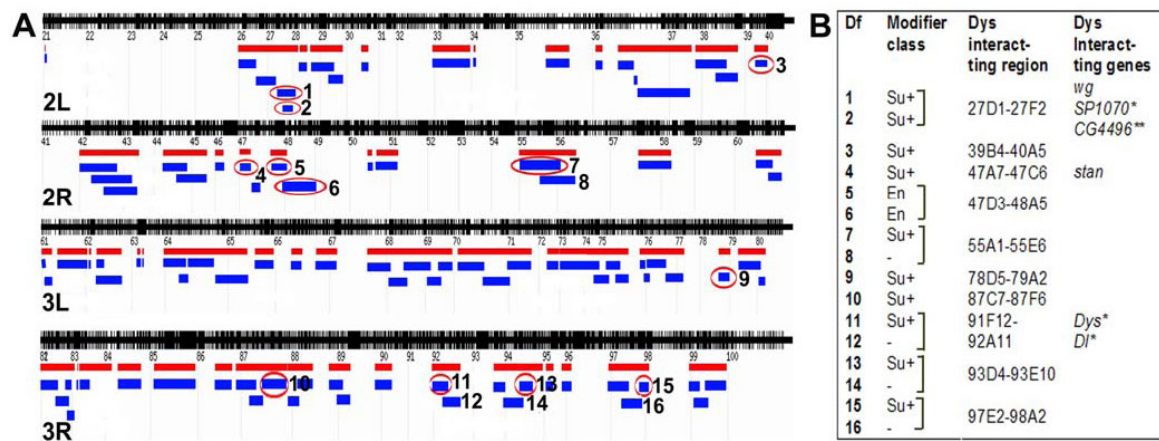 A
21 22 23 24 25 26 27 28 29 30 31 32 33 34 35 36 37 38 39 40
1
2
3
2L
41 42 43 44 45 46 47 48 49 50 51 52 53 54 55 56 57 58 59 60
4
5
6
7
8
2R
61 62 63 64 65 66 67 68 69 70 71 72 73 74 75 76 77 78 79 80
9
3L
82 83 84 85 86 87 88 89 90 91 92 93 94 95 96 97 98 99 100
10
11
12
13
14
15
16
3R
B
Df Modifier class Dys interact-ting region Dys Interact-ting genes
wg
1 Su+ 27D1-27F2 SP1070*
2 Su+ CG4496**
3 Su+ 39B4-40A5
4 Su+ 47A7-47C6 stan
5 En 47D3-48A5
6 En
7 Su+ 55A1-55E6
8 -
9 Su+ 78D5-79A2
10 Su+ 87C7-87F6
11 Su+ 91F12- Dys*
12 - 92A11 Dl*
13 Su+ 93D4-93E10
14 -
15 Su+ 97E2-98A2
16 -